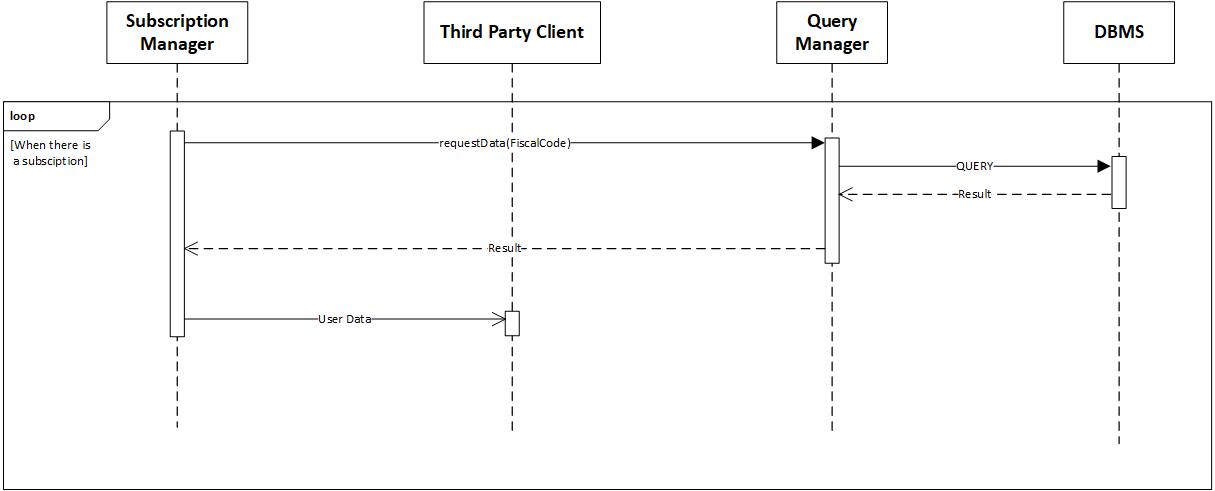 Subscription
Manager
Third Party Client
Query
Manager
DBMS
loop
[When there is
a subsciption]
requestData(FiscalCode)
QUERY
Result
Result
User Data